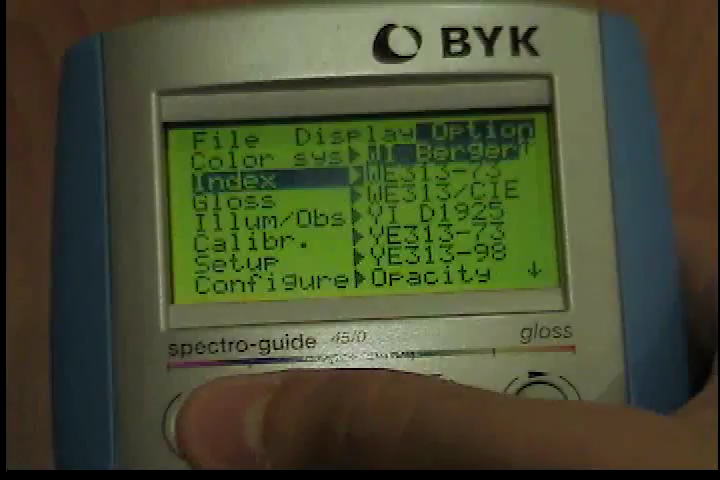 BYK
File Display Option
Color sys WI Berger
Index WE313-73
Gloss WE313/CIE
Illum/Obs YI D1925
Calibr. YE313-73
Setup YE313-98
Configure Opacity
spectro-guide 45/0 gloss